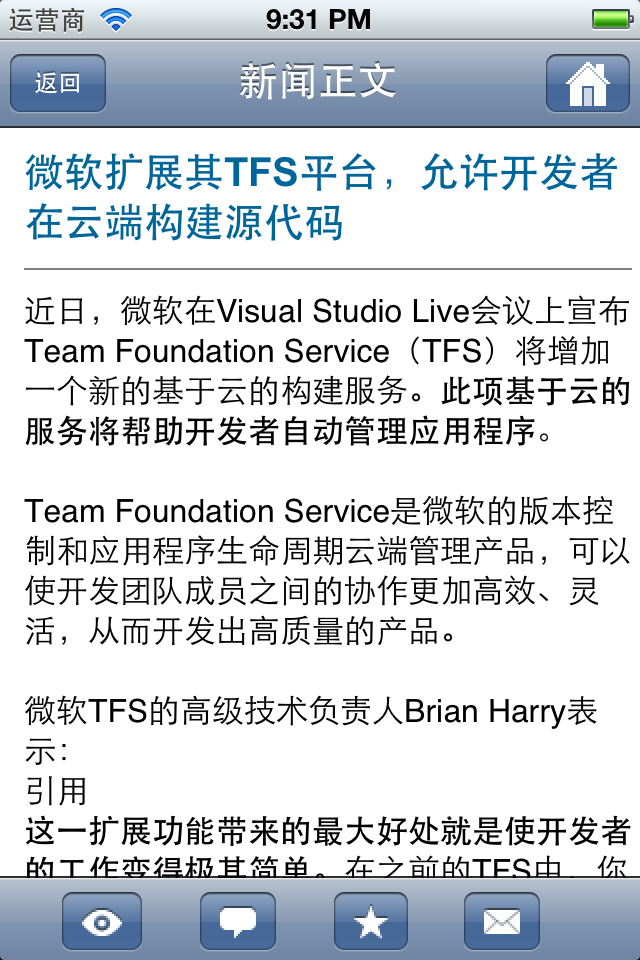 运营商
9:31 PM
返回
新闻正文
微软扩展其TFS平台，允许开发者
在云端构建源代码
近日，微软在Visual Studio Live会议上宣布
Team Foundation Service（TFS）将增加
一个新的基于云的构建服务。此项基于云的
服务将帮助开发者自动管理应用程序。
Team Foundation Service是微软的版本控
制和应用程序生命周期云端管理产品，可以
使开发团队成员之间的协作更加高效、灵
活，从而开发出高质量的产品。
微软TFS的高级技术负责人Brian Harry表
示：
引用
这一扩展功能带来的最大好处就是使开发者
的工作变得极其简单。在之前的TFS中，你